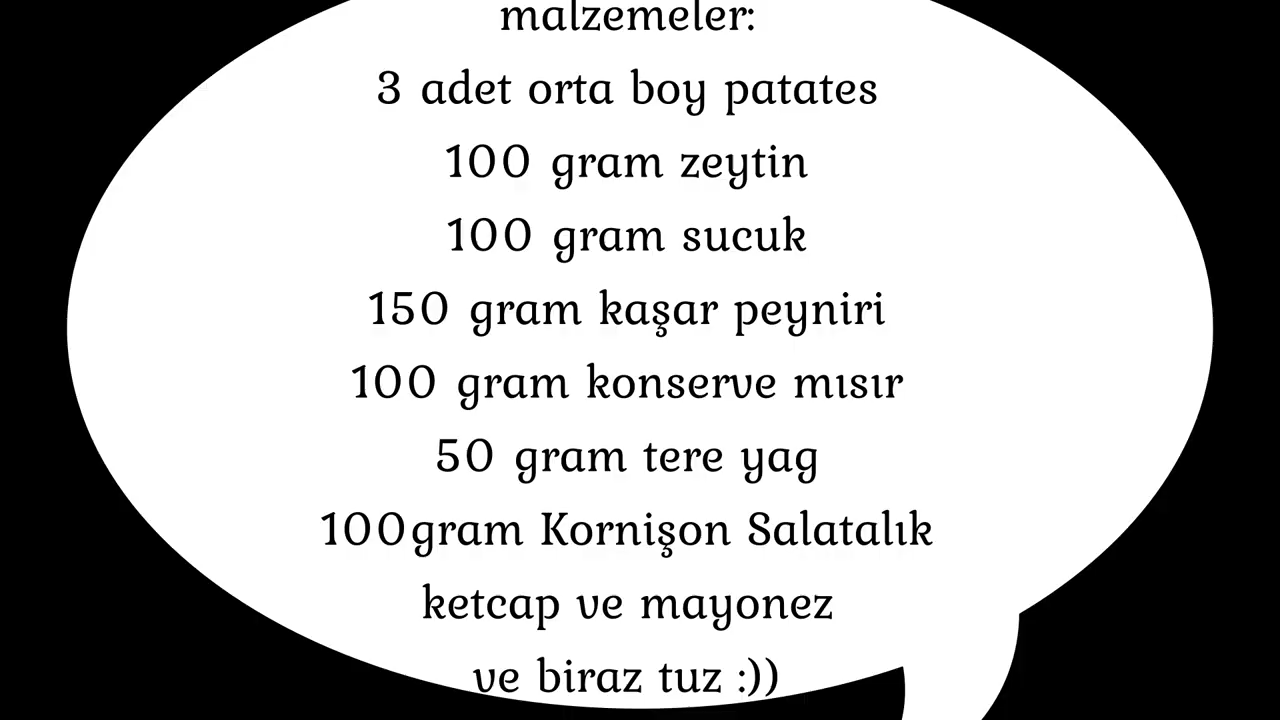 malzemeler:
3 adet orta boy patates
100 gram zeytin
100 gram sucuk
150 gram kaşar peyniri
100 gram konserve mısır
50 gram tere yag
100gram Kornişon Salatalık
ketcap ve mayonez
ve biraz tuz :))